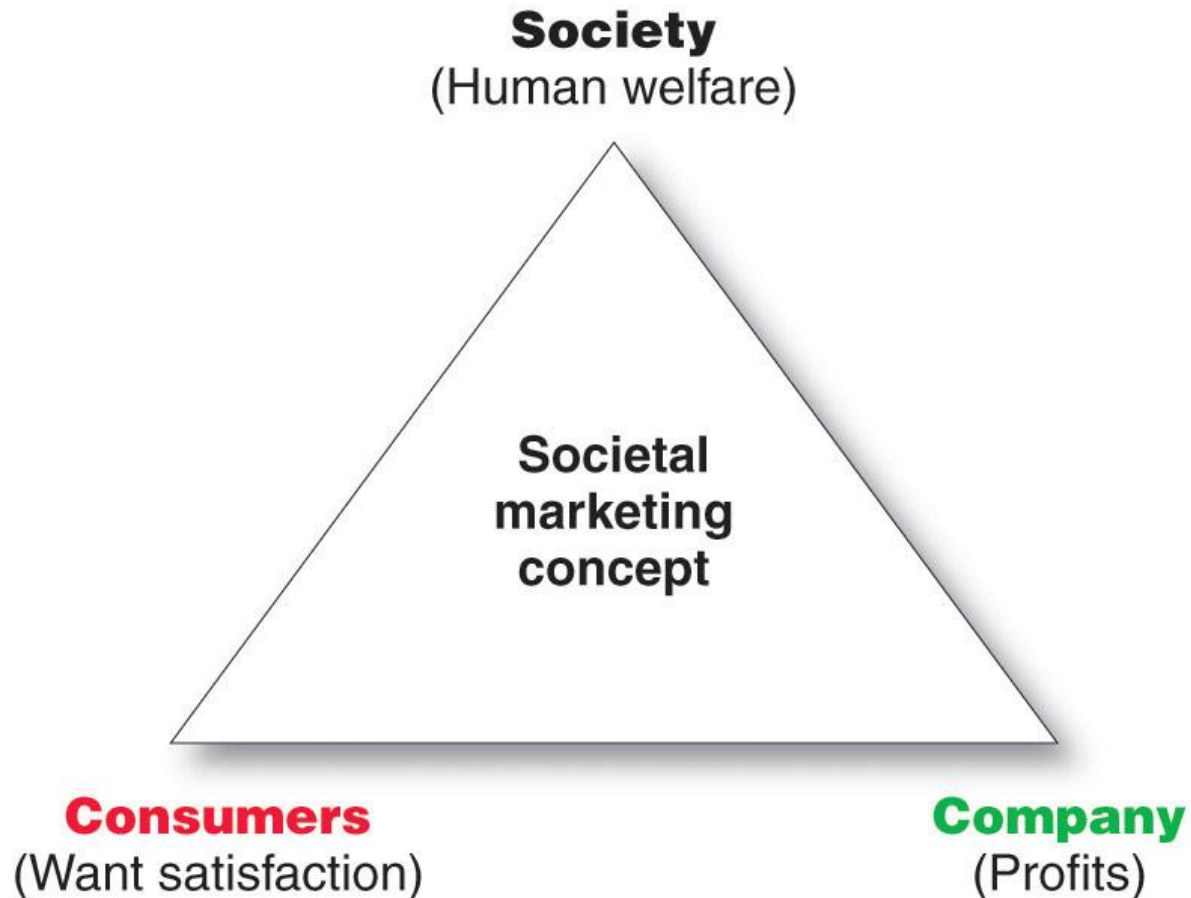 Society
(Human welfare)
Societal
marketing
concept
Consumers
(Want satisfaction)
Company
(Profits)